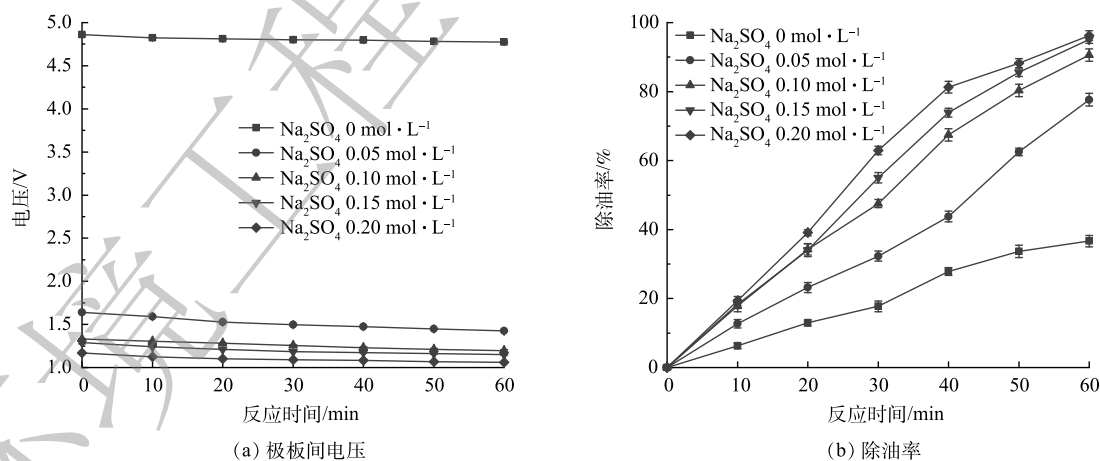 5.0
4.5
4.0
3.5
3.0
2.5
2.0
1.5
1.0
电压/V
Na₂SO₄ 0 mol·L⁻¹
Na₂SO₄ 0.05 mol·L⁻¹
Na₂SO₄ 0.10 mol·L⁻¹
Na₂SO₄ 0.15 mol·L⁻¹
Na₂SO₄ 0.20 mol·L⁻¹
0 10 20 30 40 50 60
反应时间/min
(a) 极板间电压
100
80
60
40
20
0
除油率/%
Na₂SO₄ 0 mol·L⁻¹
Na₂SO₄ 0.05 mol·L⁻¹
Na₂SO₄ 0.10 mol·L⁻¹
Na₂SO₄ 0.15 mol·L⁻¹
Na₂SO₄ 0.20 mol·L⁻¹
0 10 20 30 40 50 60
反应时间/min
(b) 除油率
环境工程